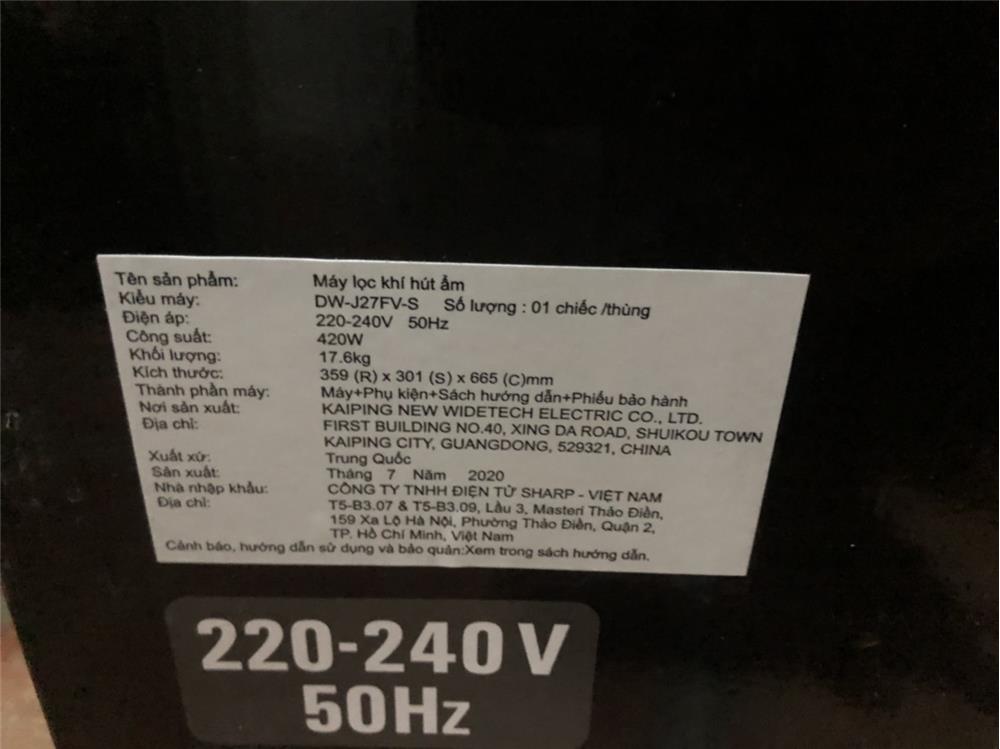 Tên sản phẩm: Máy lọc khí hút ẩm
Kiểu máy: DW-J27FV-S Số lượng : 01 chiếc /thùng
Điện áp: 220-240V 50Hz
Công suất: 420W
Khối lượng: 17.6kg
Kích thước: 359 (R) x 301 (S) x 665 (C)mm
Thành phần máy: Máy+Phụ kiện+Sách hướng dẫn+Phiếu bảo hành
Nơi sản xuất: KAIPING NEW WIDETECH ELECTRIC CO., LTD.
Địa chỉ: FIRST BUILDING NO.40, XING DA ROAD, SHUIKOU TOWN
KAIPING CITY, GUANGDONG, 529321, CHINA
Xuất xứ: Trung Quốc
Sản xuất: Tháng 7 Năm 2020
Nhà nhập khẩu: CÔNG TY TNHH ĐIỆN TỬ SHARP - VIỆT NAM
Địa chỉ: T5-B3.07 & T5-B3.09, Lầu 3, Masteri Thảo Điền,
159 Xa Lộ Hà Nội, Phường Thảo Điền, Quận 2,
TP. Hồ Chí Minh, Việt Nam
Cảnh báo, hướng dẫn sử dụng và bảo quản:Xem trong sách hướng dẫn.
220-240 V
50Hz